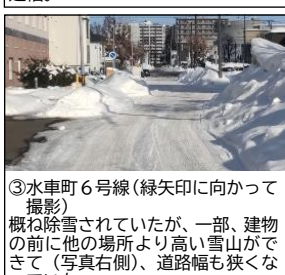 ③水車町６号線（緑矢印に向かって
撮影）
概ね除雪されていたが、一部、建物
の前に他の場所より高い雪山がで
きて（写真右側）、道路幅も狭くな